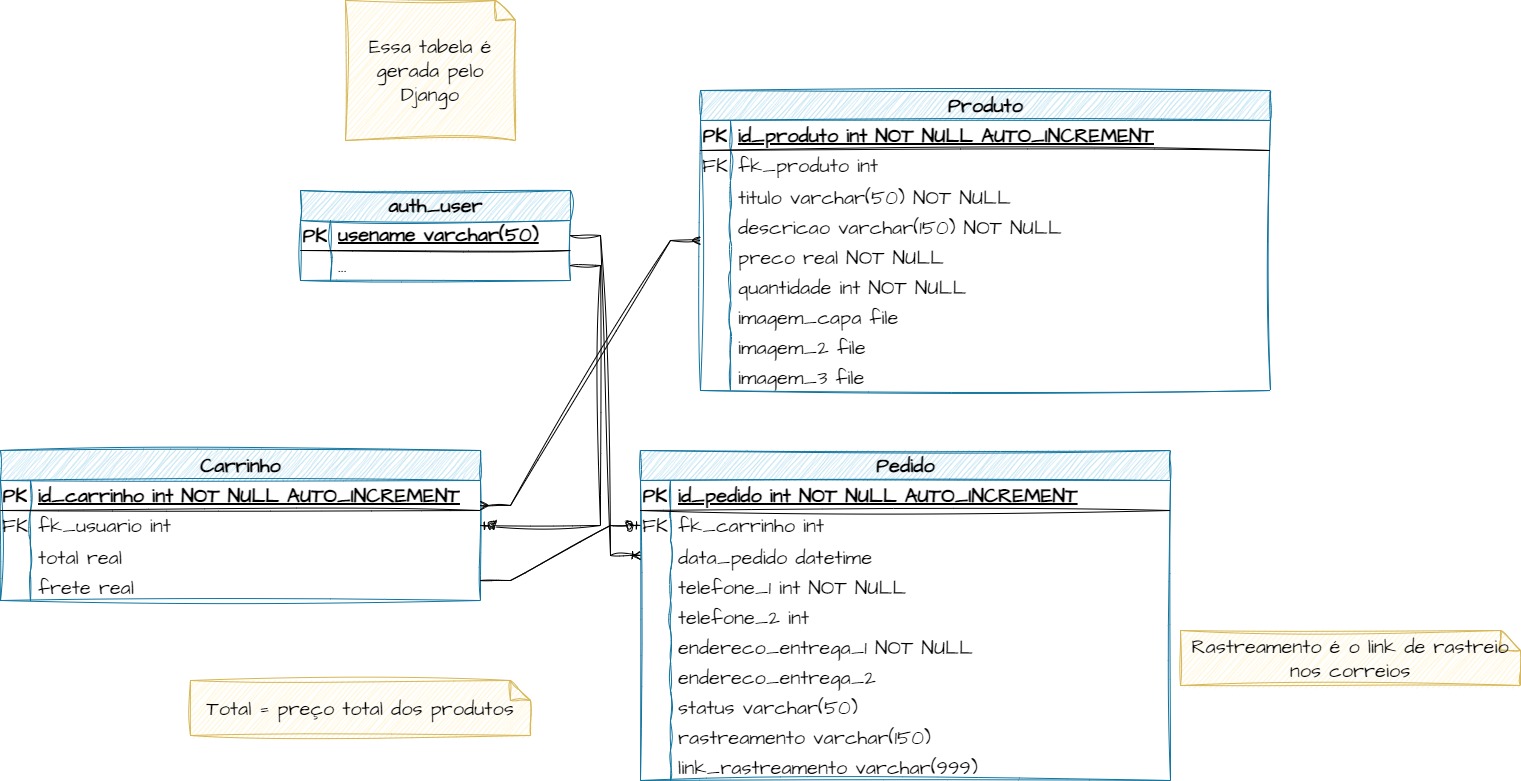 Essa tabela é
gerada pelo
Django
Produto
PK id_produto int NOT NULL AUTO_INCREMENT
FK fk_produto int
titulo varchar(50) NOT NULL
descricao varchar(150) NOT NULL
preco real NOT NULL
quantidade int NOT NULL
imagem_capa file
imagem_2 file
imagem_3 file
auth_user
PK usename varchar(50)
...
Carrinho
PK id_carrinho int NOT NULL AUTO_INCREMENT
FK fk_usuario int
total real
frete real
Pedido
PK id_pedido int NOT NULL AUTO_INCREMENT
FK fk_carrinho int
data_pedido datetime
telefone_1 int NOT NULL
telefone_2 int
endereco_entrega_1 NOT NULL
endereco_entrega_2
status varchar(50)
rastreamento varchar(150)
link_rastreamento varchar(999)
Rastreamento é o link de rastreio
nos correios
Total = preço total dos produtos